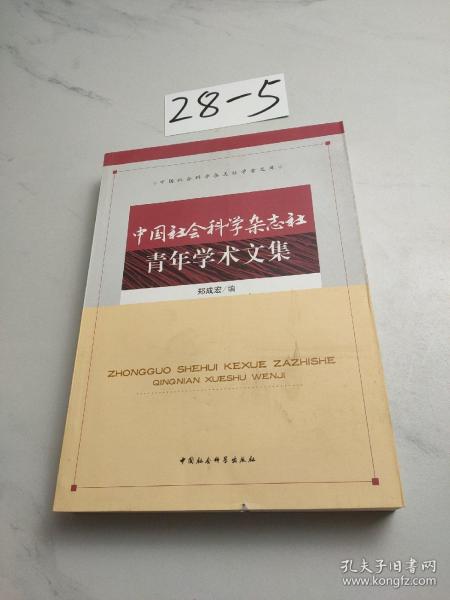 28-5
中国社会科学杂志社学者文库
中国社会科学杂志社
青年学术文集
郑成宏/编
ZHONGGUO SHEHUI KEXUE ZAZHISHE
QINGNIAN XUESHU WENJI
中国社会科学出版社
孔夫子旧书网
www.kongfz.com